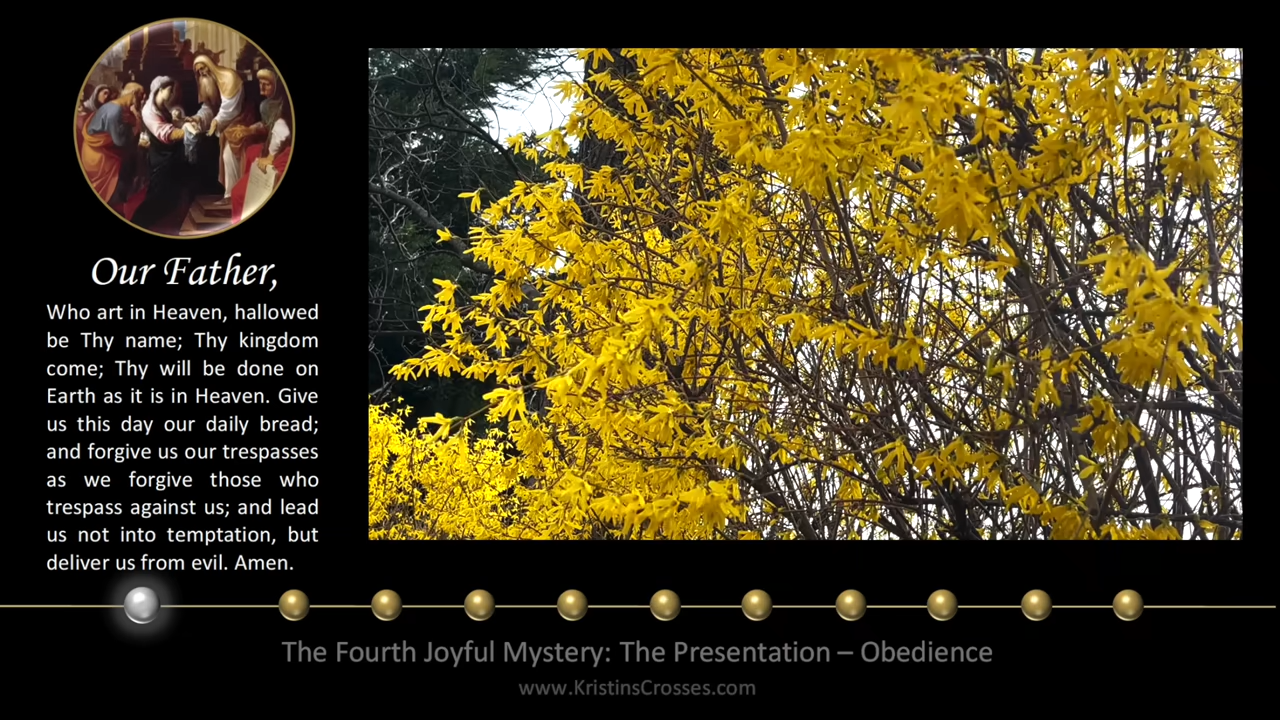 Our Father,
Who art in Heaven, hallowed
be Thy name; Thy kingdom
come; Thy will be done on
Earth as it is in Heaven. Give
us this day our daily bread;
and forgive us our trespasses
as we forgive those who
trespass against us; and lead
us not into temptation, but
deliver us from evil. Amen.
The Fourth Joyful Mystery: The Presentation – Obedience
www.KristinsCrosses.com